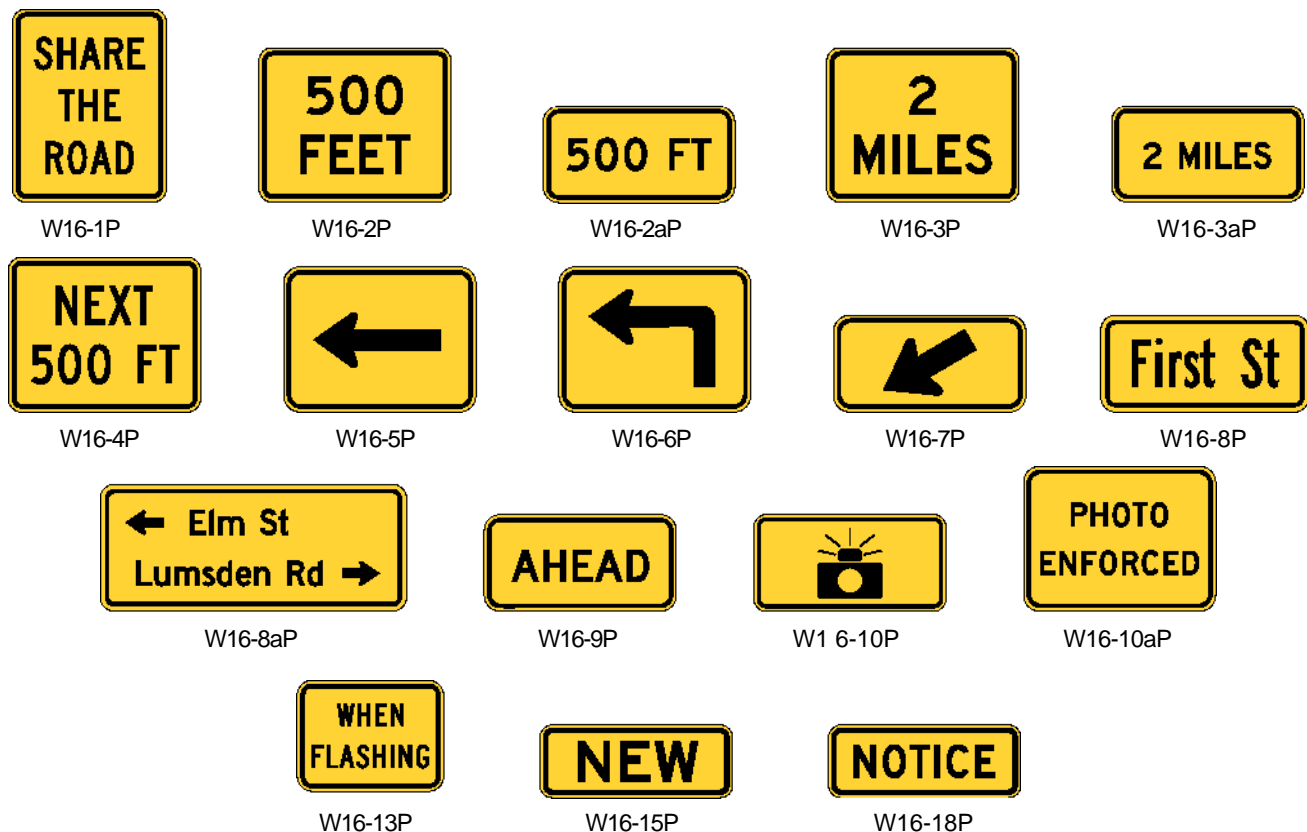 SHARE
THE
ROAD
500
FEET
500 FT
2
MILES
2 MILES
W16-1P
W16-2P
W16-2aP
W16-3P
W16-3aP
NEXT
500 FT
First St
W16-4P
W16-5P
W16-6P
W16-7P
W16-8P
Elm St
Lumsden Rd
AHEAD
PHOTO
ENFORCED
W16-8aP
W16-9P
W1 6-10P
W16-10aP
WHEN
FLASHING
NEW
NOTICE
W16-13P
W16-15P
W16-18P